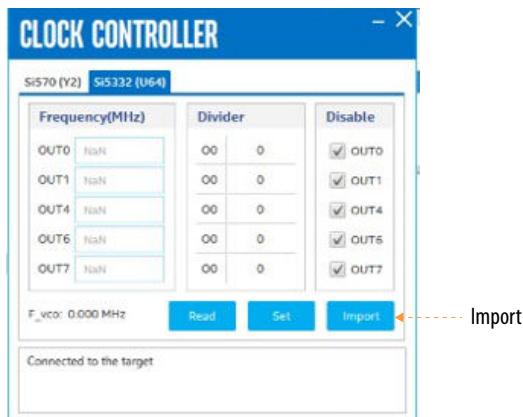 CLOCK CONTROLLER
Si570 (Y2) Si5332 (U64)
Frequency(MHz) Divider Disable
OUT0 NaN O0 0 OUT0
OUT1 NaN O0 0 OUT1
OUT4 NaN O0 0 OUT4
OUT6 NaN O0 0 OUT6
OUT7 NaN O0 0 OUT7
F_vco: 0.000 MHz Read Set Import
Import
Connected to the target